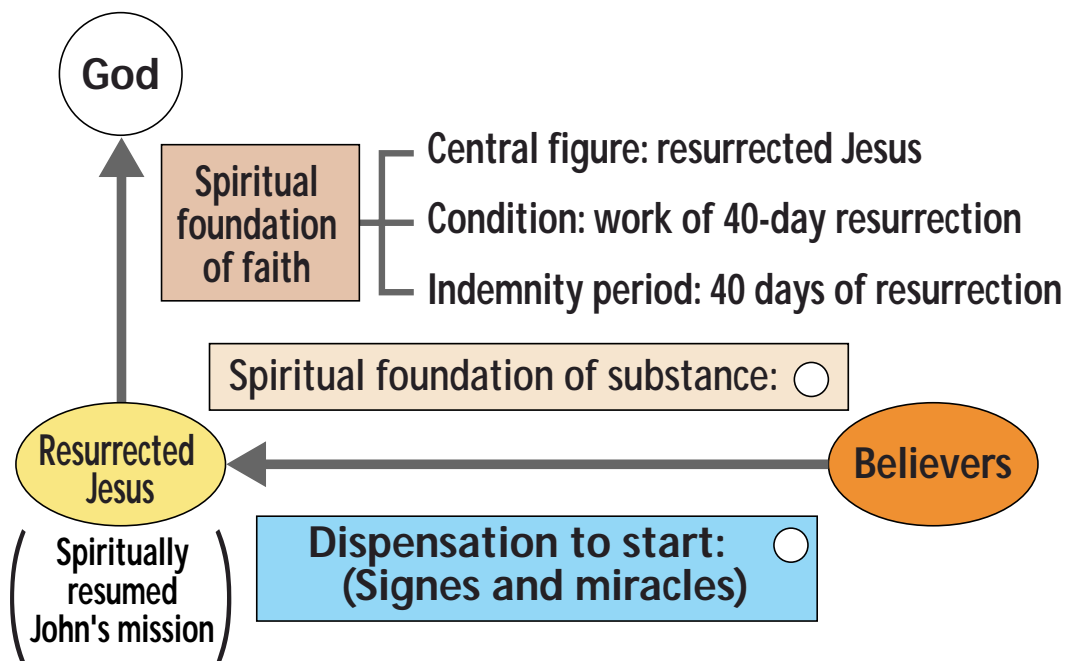 God
Spiritual
foundation
of faith
Central figure: resurrected Jesus
Condition: work of 40-day resurrection
Indemnity period: 40 days of resurrection
Spiritual foundation of substance:
Resurrected
Jesus
Believers
(Spiritually
resumed
John's mission)
Dispensation to start:
(Signes and miracles)